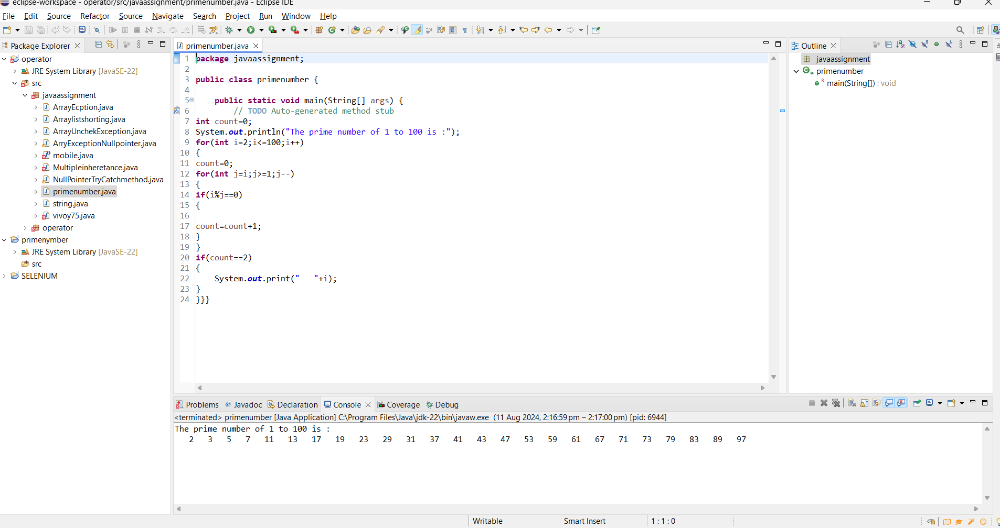 eclipse-workspace - operator/src/javaassignment/primenumber.java - Eclipse IDE
File Edit Source Refactor Source Navigate Search Project Run Window Help
Package Explorer
operator
JRE System Library [JavaSE-22]
src
javaassignment
ArrayEcption.java
Arraylistshorting.java
ArrayUnchekException.java
ArryExceptionNullpointer.java
mobile.java
Multipleinheretance.java
NullPointerTryCatchmethod.java
primenumber.java
string.java
vivoy75.java
operator
primenymber
JRE System Library [JavaSE-22]
src
SELENIUM
primenumber.java
1 package javaassignment;
2
3 public class primenumber {
4
5     public static void main(String[] args) {
6         // TODO Auto-generated method stub
7 int count=0;
8 System.out.println("The prime number of 1 to 100 is :");
9 for(int i=2;i<=100;i++)
10 {
11 count=0;
12 for(int j=i;j>=1;j--)
13 {
14 if(i%j==0)
15 {
16
17 count=count+1;
18 }
19 }
20 if(count==2)
21 {
22     System.out.print("   "+i);
23 }
24 }}}
Outline
javaassignment
primenumber
main(String[]) : void
Problems @ Javadoc Declaration Console Coverage Debug
<terminated> primenumber [Java Application] C:\Program Files\Java\jdk-22\bin\javaw.exe (11 Aug 2024, 2:16:59 pm – 2:17:00 pm) [pid: 6944]
The prime number of 1 to 100 is :
   2   3   5   7   11   13   17   19   23   29   31   37   41   43   47   53   59   61   67   71   73   79   83   89   97
Writable Smart Insert 1 : 1 : 0